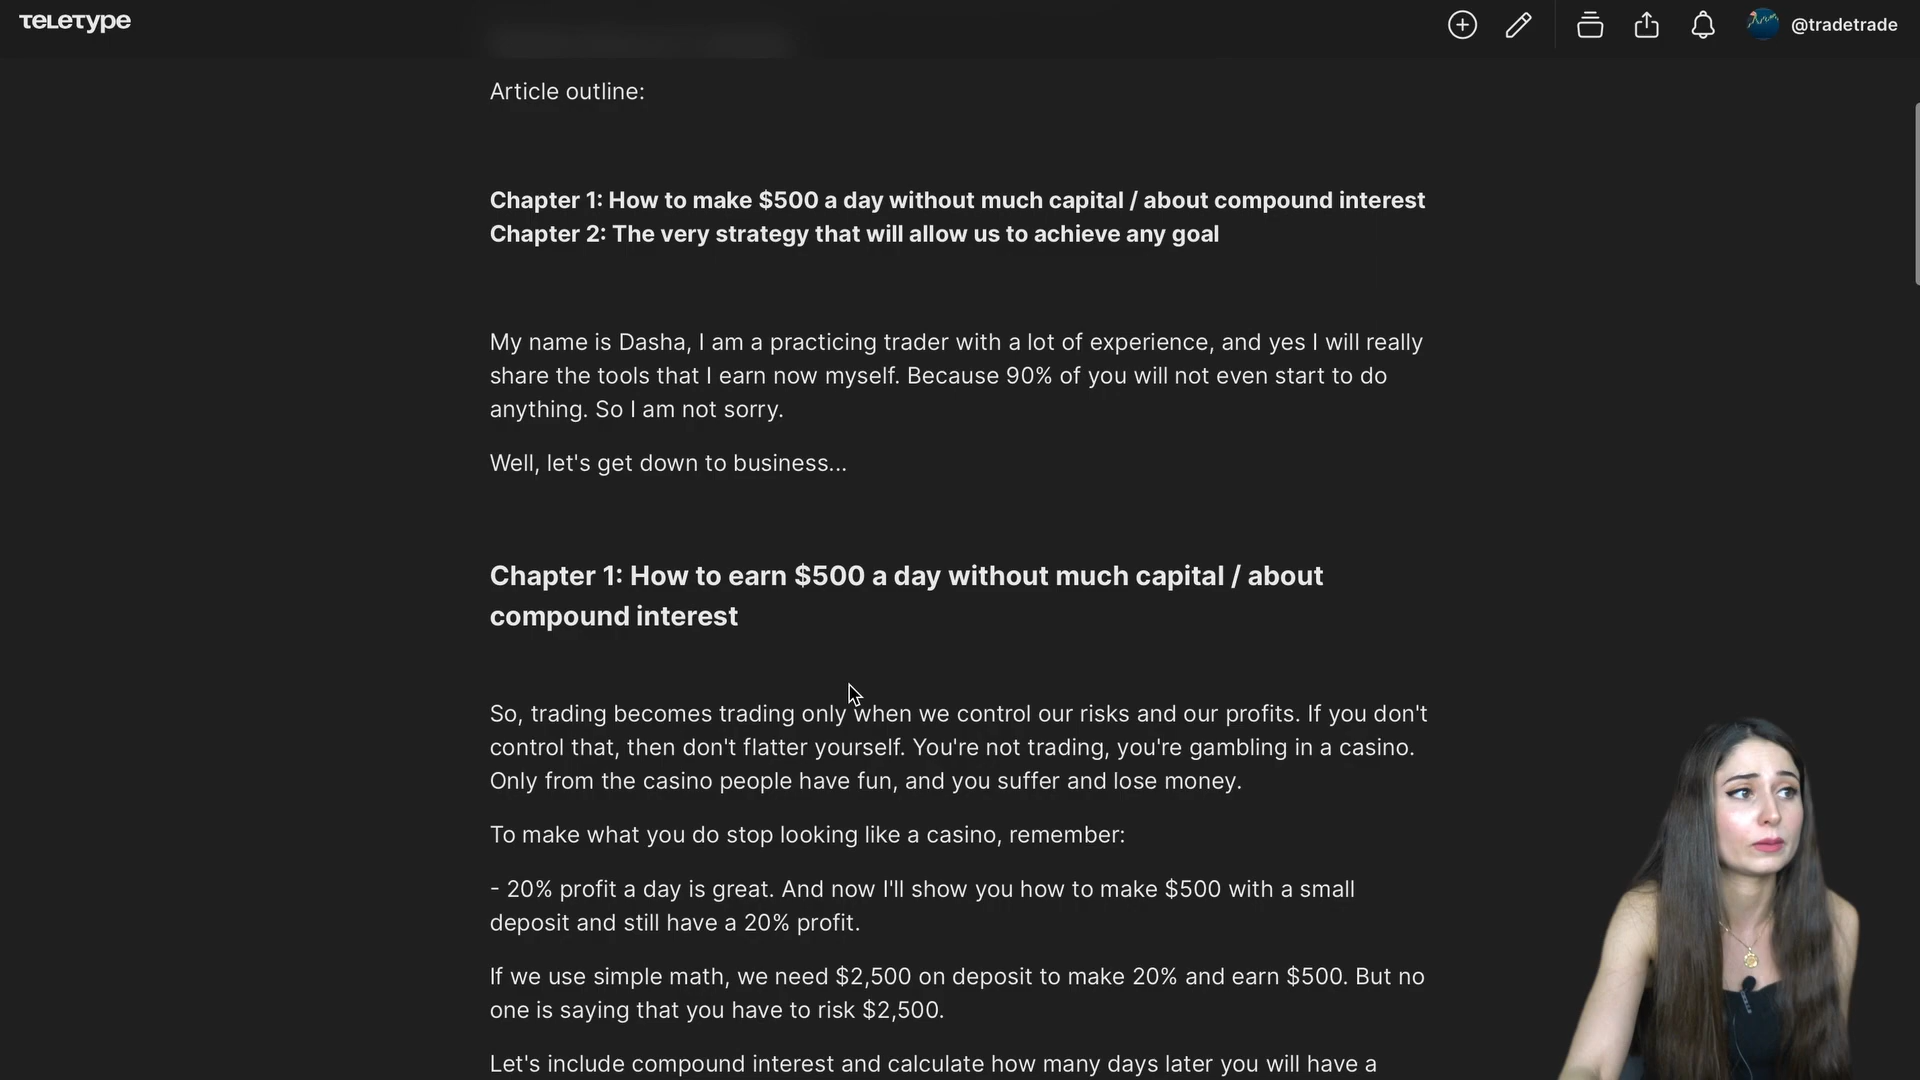 TELETYPE
@tradetrade
Article outline:
Chapter 1: How to make $500 a day without much capital / about compound interest
Chapter 2: The very strategy that will allow us to achieve any goal
My name is Dasha, I am a practicing trader with a lot of experience, and yes I will really
share the tools that I earn now myself. Because 90% of you will not even start to do
anything. So I am not sorry.
Well, let's get down to business...
Chapter 1: How to earn $500 a day without much capital / about
compound interest
So, trading becomes trading only when we control our risks and our profits. If you don't
control that, then don't flatter yourself. You're not trading, you're gambling in a casino.
Only from the casino people have fun, and you suffer and lose money.
To make what you do stop looking like a casino, remember:
- 20% profit a day is great. And now I'll show you how to make $500 with a small
deposit and still have a 20% profit.
If we use simple math, we need $2,500 on deposit to make 20% and earn $500. But no
one is saying that you have to risk $2,500.
Let's include compound interest and calculate how many days later you will have a